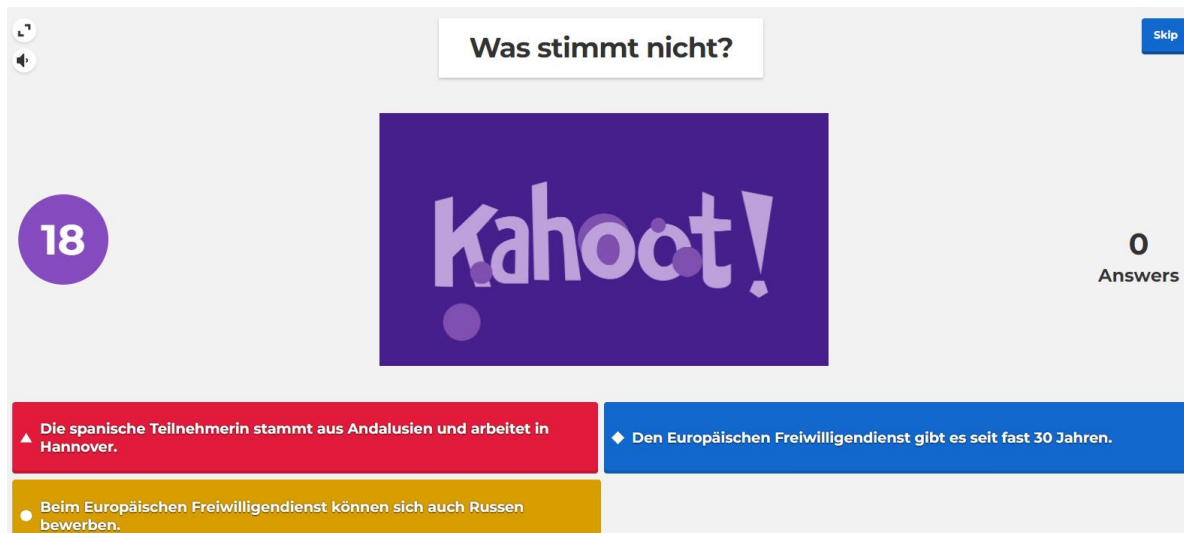 Was stimmt nicht?
Skip
18
Kahoot!
0
Answers
Die spanische Teilnehmerin stammt aus Andalusien und arbeitet in
Hannover.
Den Europäischen Freiwilligendienst gibt es seit fast 30 Jahren.
Beim Europäischen Freiwilligendienst können sich auch Russen
bewerben.